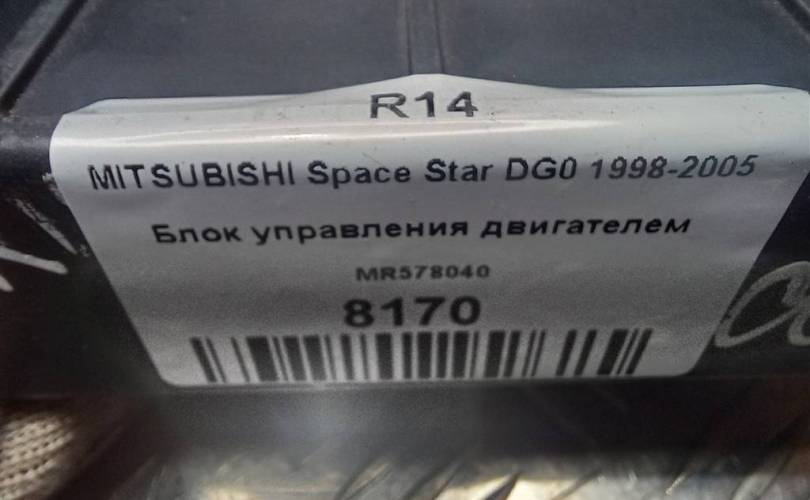 R14
MITSUBISHI Space Star DG0 1998-2005
Блок управления двигателем
MR578040
8170